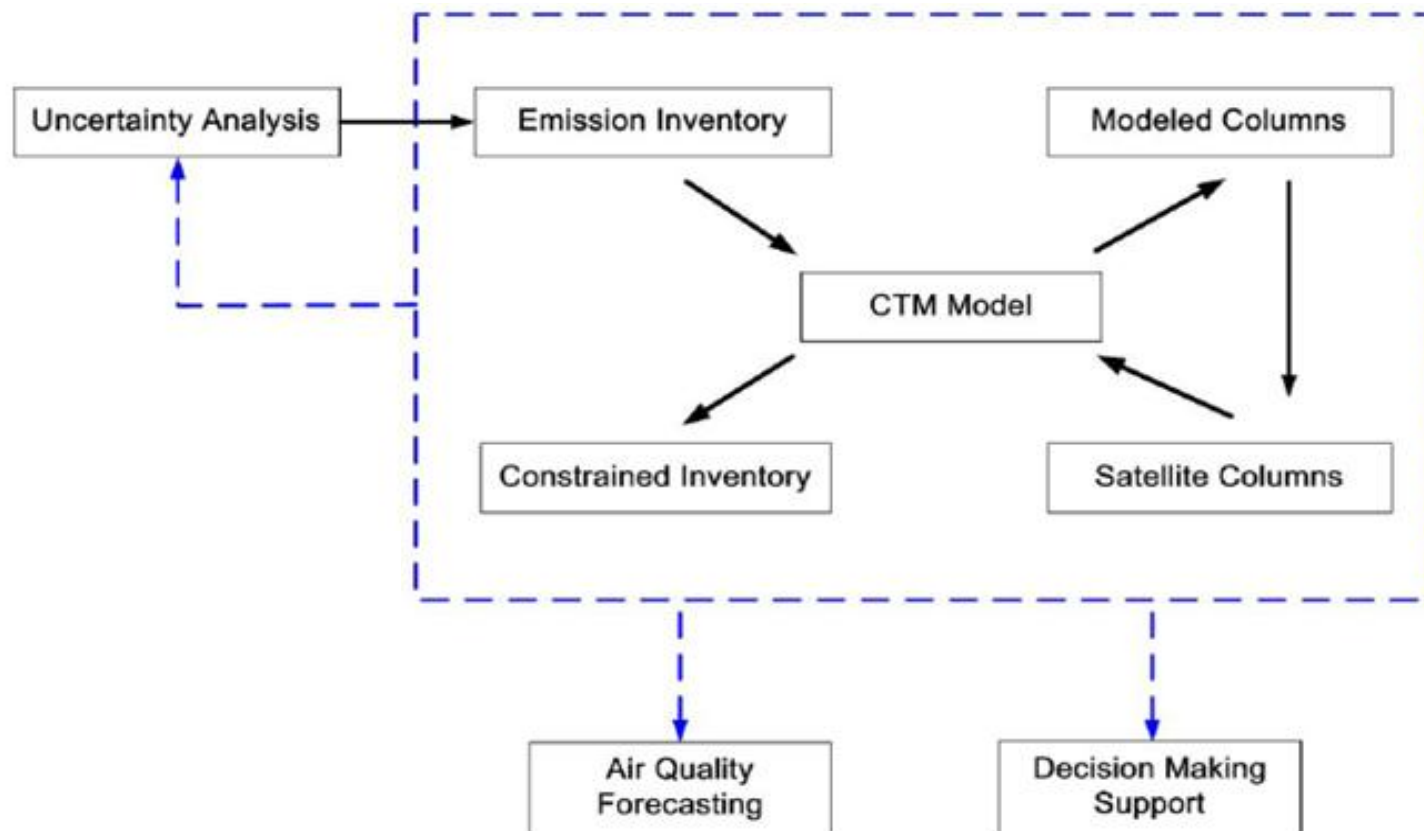 Uncertainty Analysis
Emission Inventory
Modeled Columns
CTM Model
Constrained Inventory
Satellite Columns
Air Quality
Forecasting
Decision Making
Support